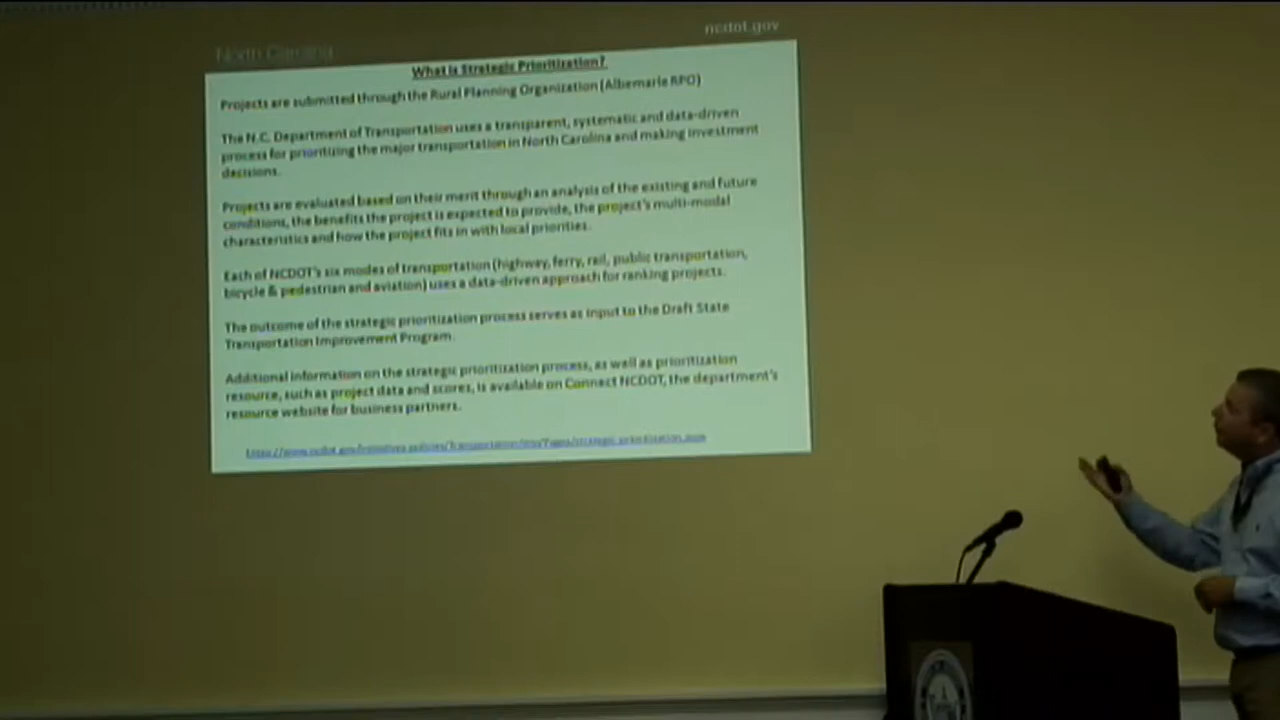 North Carolina
ncdot.gov
What is Strategic Prioritization?
Projects are submitted through the Rural Planning Organization (Albemarle RPO)
The N.C. Department of Transportation uses a transparent, systematic and data-driven
process for prioritizing the major transportation in North Carolina and making investment
decisions.
Projects are evaluated based on their merit through an analysis of the existing and future
conditions, the benefits the project is expected to provide, the project's multi-modal
characteristics and how the project fits in with local priorities.
Each of NCDOT's six modes of transportation (highway, ferry, rail, public transportation,
bicycle & pedestrian and aviation) uses a data-driven approach for ranking projects.
The outcome of the strategic prioritization process serves as input to the Draft State
Transportation Improvement Program.
Additional information on the strategic prioritization process, as well as prioritization
resource, such as project data and scores, is available on Connect NCDOT, the department's
resource website for business partners.